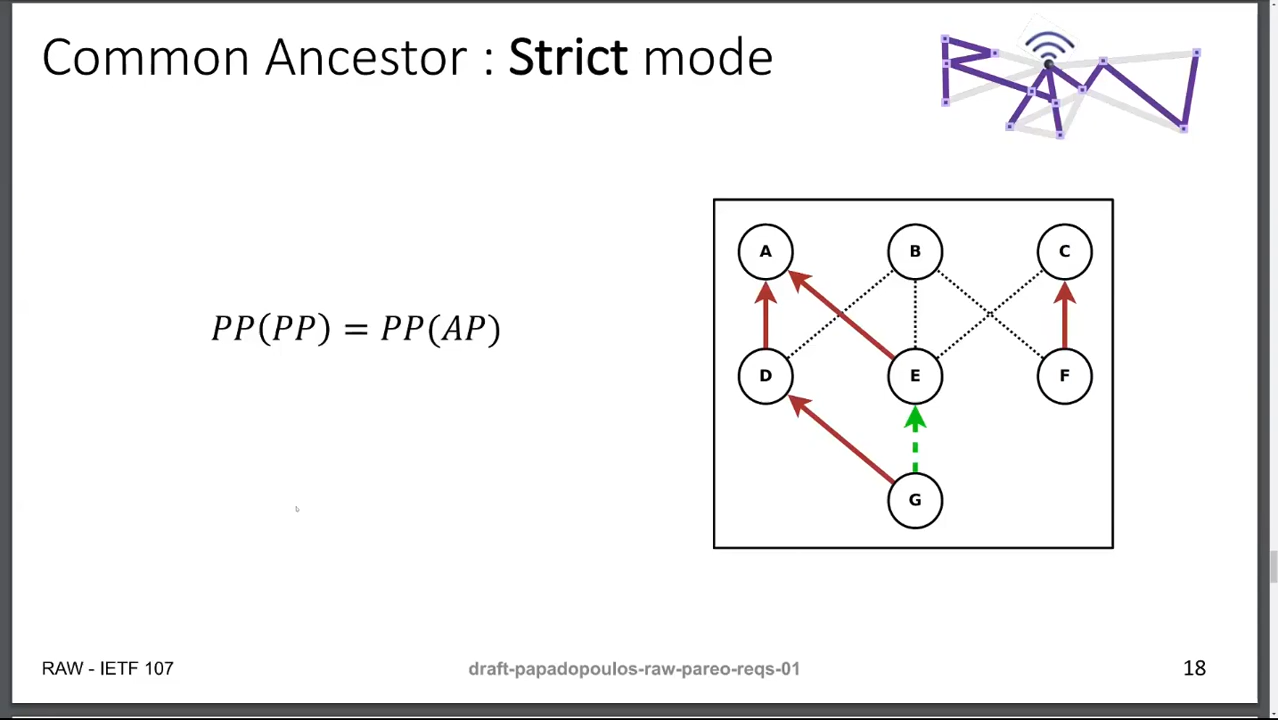 Common Ancestor : Strict mode
PP(PP) = PP(AP)
A
B
C
D
E
F
G
RAW - IETF 107
draft-papadopoulos-raw-pareo-reqs-01
18